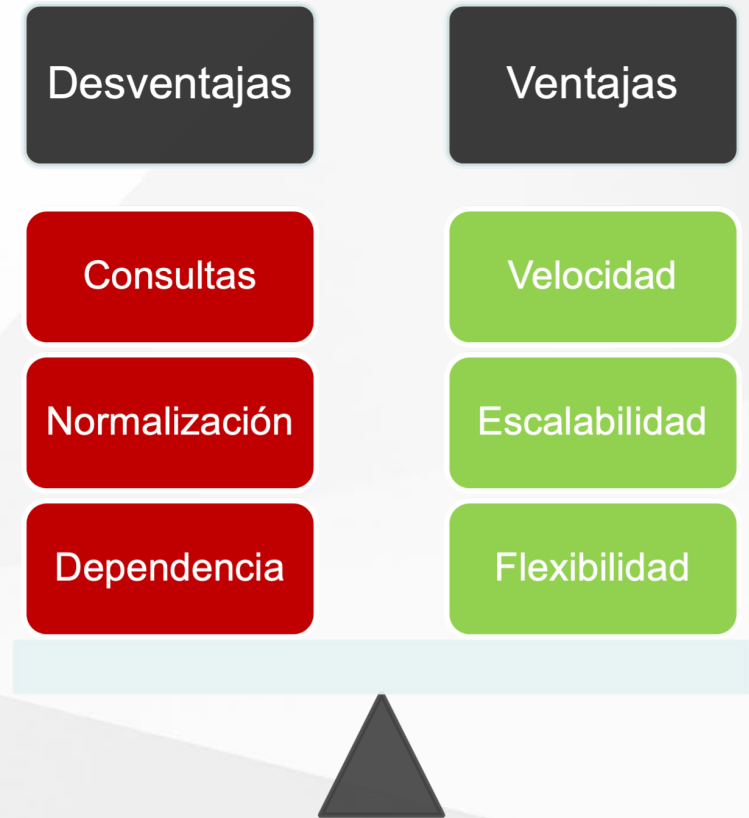 Desventajas
Ventajas
Consultas
Velocidad
Normalización
Escalabilidad
Dependencia
Flexibilidad